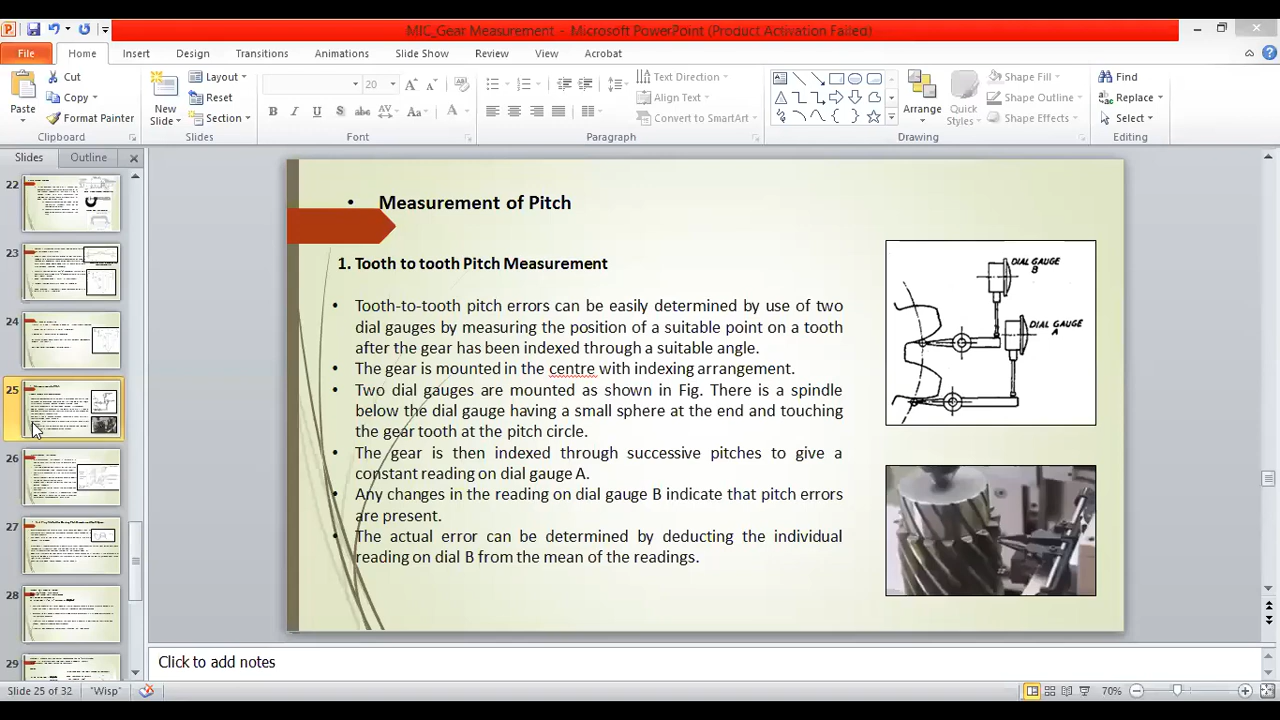 MIC_Gear Measurement - Microsoft PowerPoint (Product Activation Failed)
File Home Insert Design Transitions Animations Slide Show Review View Acrobat
Cut
Copy
Format Painter
Paste
Clipboard
New Slide
Layout
Reset
Section
Slides
20
Font
Text Direction
Align Text
Convert to SmartArt
Paragraph
Arrange
Quick Styles
Shape Fill
Shape Outline
Shape Effects
Drawing
Find
Replace
Select
Editing
Slides Outline
22
23
24
25
26
27
28
29
• Measurement of Pitch
1. Tooth to tooth Pitch Measurement
• Tooth-to-tooth pitch errors can be easily determined by use of two
dial gauges by measuring the position of a suitable point on a tooth
after the gear has been indexed through a suitable angle.
• The gear is mounted in the centre with indexing arrangement.
• Two dial gauges are mounted as shown in Fig. There is a spindle
below the dial gauge having a small sphere at the end and touching
the gear tooth at the pitch circle.
• The gear is then indexed through successive pitches to give a
constant reading on dial gauge A.
• Any changes in the reading on dial gauge B indicate that pitch errors
are present.
• The actual error can be determined by deducting the individual
reading on dial B from the mean of the readings.
DIAL GAUGE
B
DIAL GAUGE
A
Click to add notes
Slide 25 of 32 "Wisp" 70%